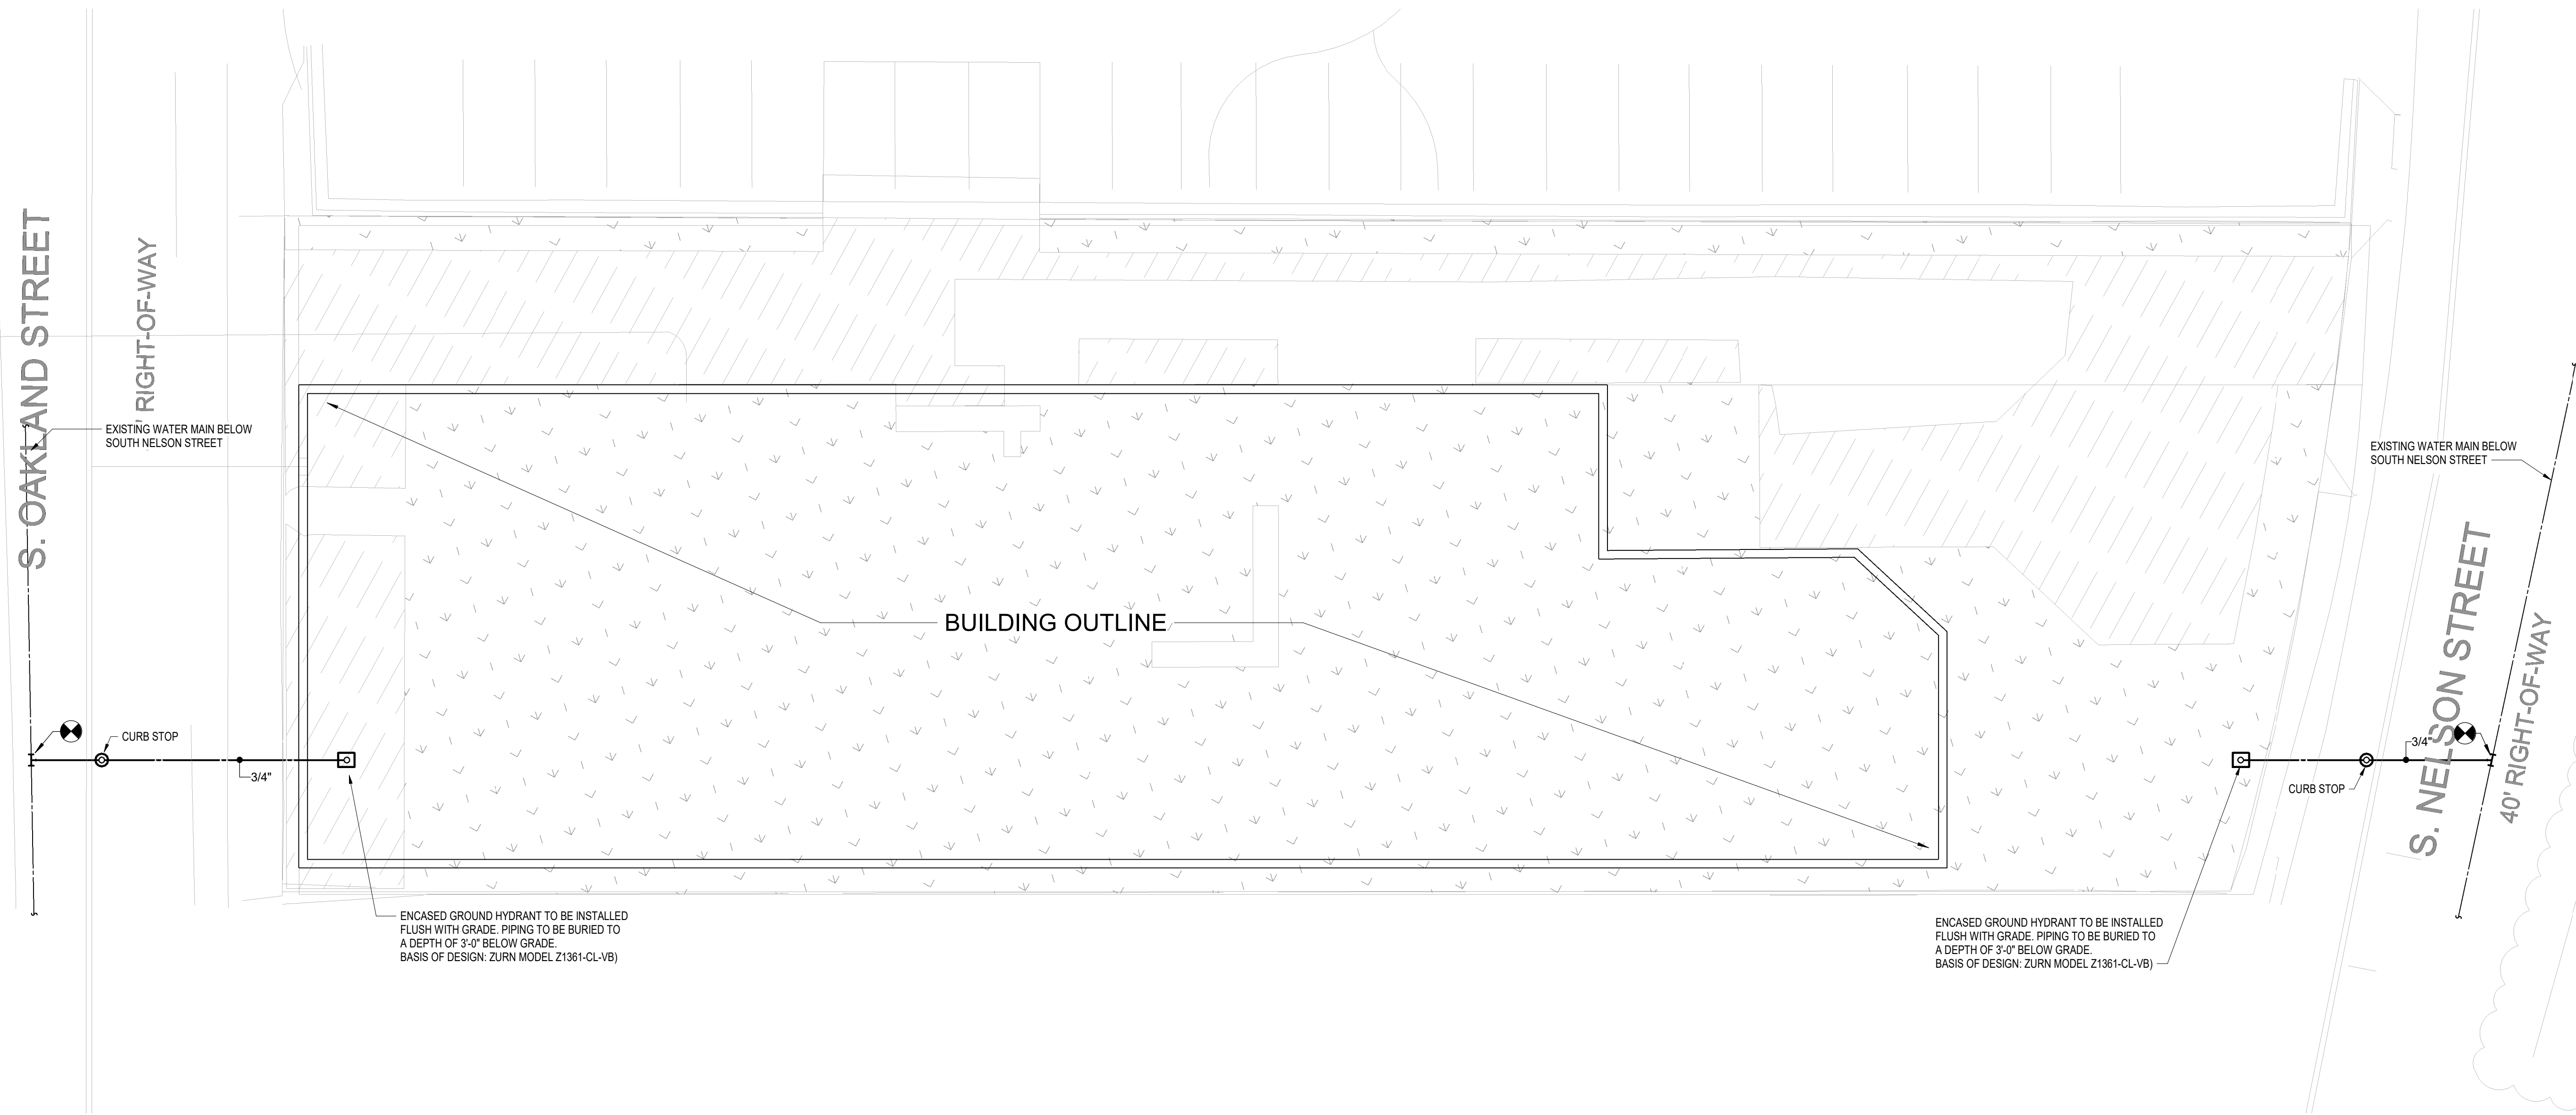 S. OAKLAND STREET
' RIGHT-OF-WAY
EXISTING WATER MAIN BELOW
SOUTH NELSON STREET
CURB STOP
3/4"
BUILDING OUTLINE
ENCASED GROUND HYDRANT TO BE INSTALLED
FLUSH WITH GRADE. PIPING TO BE BURIED TO
A DEPTH OF 3'-0" BELOW GRADE.
BASIS OF DESIGN: ZURN MODEL Z1361-CL-VB)
EXISTING WATER MAIN BELOW
SOUTH NELSON STREET
S. NELSON STREET
40' RIGHT-OF-WAY
3/4"
CURB STOP
ENCASED GROUND HYDRANT TO BE INSTALLED
FLUSH WITH GRADE. PIPING TO BE BURIED TO
A DEPTH OF 3'-0" BELOW GRADE.
BASIS OF DESIGN: ZURN MODEL Z1361-CL-VB)